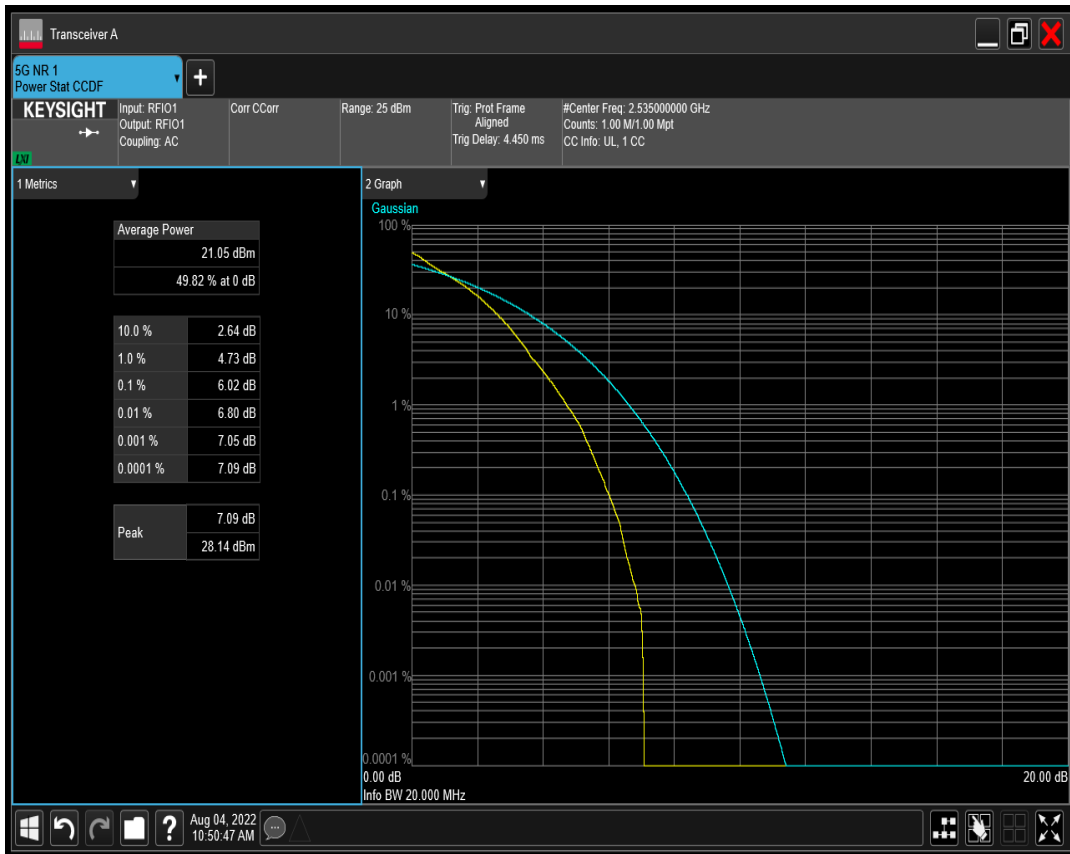 Transceiver A
5G NR 1
Power Stat CCDF
+
KEYSIGHT
LXI
Input: RFIO1
Output: RFIO1
Coupling: AC
Corr CCorr
Range: 25 dBm
Trig: Prot Frame
Aligned
Trig Delay: 4.450 ms
#Center Freq: 2.535000000 GHz
Counts: 1.00 M/1.00 Mpt
CC Info: UL, 1 CC
1 Metrics
Average Power
21.05 dBm
49.82 % at 0 dB
10.0 % 2.64 dB
1.0 % 4.73 dB
0.1 % 6.02 dB
0.01 % 6.80 dB
0.001 % 7.05 dB
0.0001 % 7.09 dB
Peak
7.09 dB
28.14 dBm
2 Graph
Gaussian
100 %
10 %
1 %
0.1 %
0.01 %
0.001 %
0.0001 %
0.00 dB 20.00 dB
Info BW 20.000 MHz
?
Aug 04, 2022
10:50:47 AM